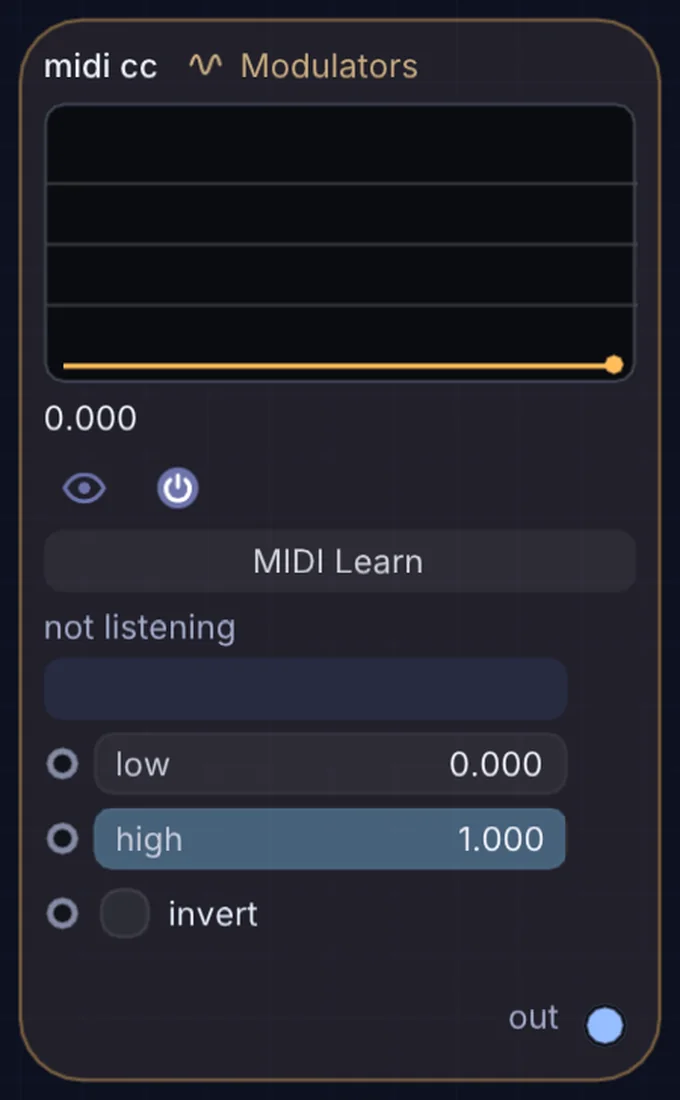 midi cc Modulators
0.000
MIDI Learn
not listening
low 0.000
high 1.000
invert
out